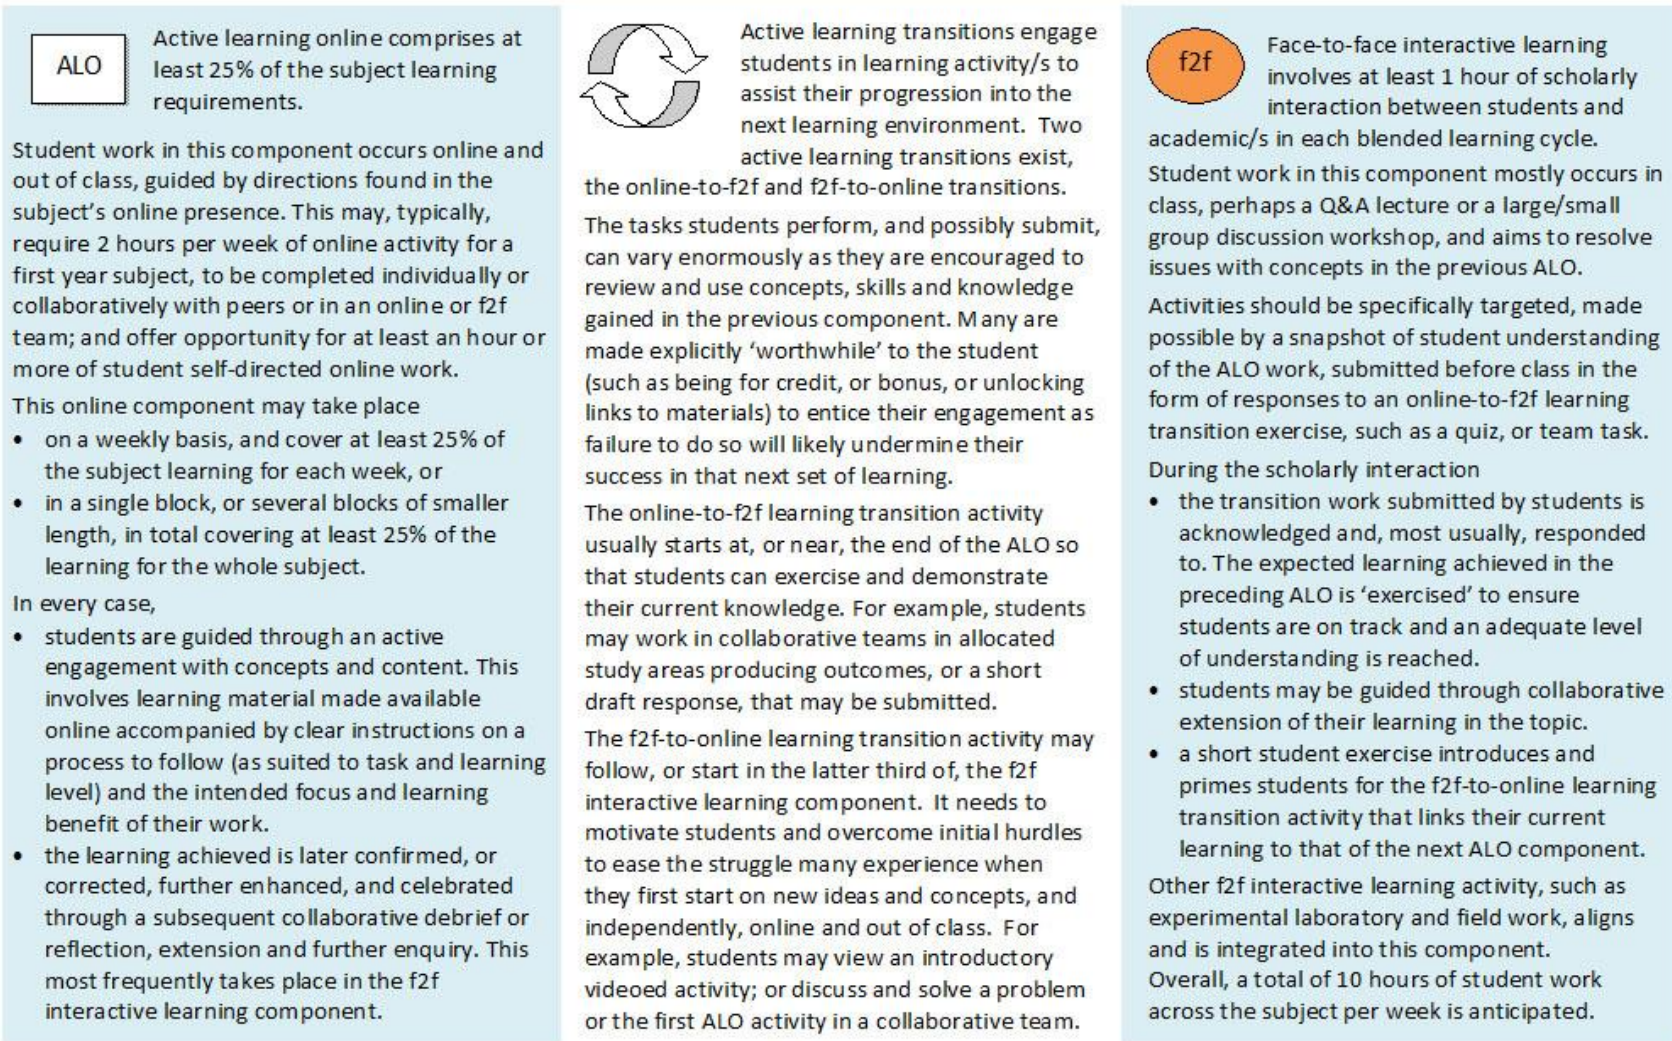 ALO
Active learning online comprises at
least 25% of the subject learning
requirements.
Student work in this component occurs online and
out of class, guided by directions found in the
subject's online presence. This may, typically,
require 2 hours per week of online activity for a
first year subject, to be completed individually or
collaboratively with peers or in an online or f2f
team; and offer opportunity for at least an hour or
more of student self-directed online work.
This online component may take place
• on a weekly basis, and cover at least 25% of
the subject learning for each week, or
• in a single block, or several blocks of smaller
length, in total covering at least 25% of the
learning for the whole subject.
In every case,
• students are guided through an active
engagement with concepts and content. This
involves learning material made available
online accompanied by clear instructions on a
process to follow (as suited to task and learning
level) and the intended focus and learning
benefit of their work.
• the learning achieved is later confirmed, or
corrected, further enhanced, and celebrated
through a subsequent collaborative debrief or
reflection, extension and further enquiry. This
most frequently takes place in the f2f
interactive learning component.
Active learning transitions engage
students in learning activity/s to
assist their progression into the
next learning environment. Two
active learning transitions exist,
the online-to-f2f and f2f-to-online transitions.
The tasks students perform, and possibly submit,
can vary enormously as they are encouraged to
review and use concepts, skills and knowledge
gained in the previous component. Many are
made explicitly 'worthwhile' to the student
(such as being for credit, or bonus, or unlocking
links to materials) to entice their engagement as
failure to do so will likely undermine their
success in that next set of learning.
The online-to-f2f learning transition activity
usually starts at, or near, the end of the ALO so
that students can exercise and demonstrate
their current knowledge. For example, students
may work in collaborative teams in allocated
study areas producing outcomes, or a short
draft response, that may be submitted.
The f2f-to-online learning transition activity may
follow, or start in the latter third of, the f2f
interactive learning component. It needs to
motivate students and overcome initial hurdles
to ease the struggle many experience when
they first start on new ideas and concepts, and
independently, online and out of class. For
example, students may view an introductory
videoed activity; or discuss and solve a problem
or the first ALO activity in a collaborative team.
f2f
Face-to-face interactive learning
involves at least 1 hour of scholarly
interaction between students and
academic/s in each blended learning cycle.
Student work in this component mostly occurs in
class, perhaps a Q&A lecture or a large/small
group discussion workshop, and aims to resolve
issues with concepts in the previous ALO.
Activities should be specifically targeted, made
possible by a snapshot of student understanding
of the ALO work, submitted before class in the
form of responses to an online-to-f2f learning
transition exercise, such as a quiz, or team task.
During the scholarly interaction
• the transition work submitted by students is
acknowledged and, most usually, responded
to. The expected learning achieved in the
preceding ALO is 'exercised' to ensure
students are on track and an adequate level
of understanding is reached.
• students may be guided through collaborative
extension of their learning in the topic.
• a short student exercise introduces and
primes students for the f2f-to-online learning
transition activity that links their current
learning to that of the next ALO component.
Other f2f interactive learning activity, such as
experimental laboratory and field work, aligns
and is integrated into this component.
Overall, a total of 10 hours of student work
across the subject per week is anticipated.